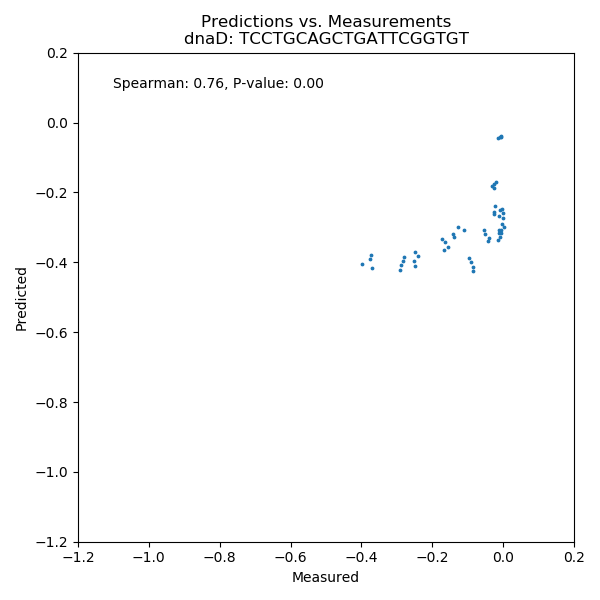 Predictions vs. Measurements
dnaD: TCCTGCAGCTGATTCGGTGT
Spearman: 0.76, P-value: 0.00
0.2
0.0
−0.2
−0.4
−0.6
−0.8
−1.0
−1.2
Predicted
−1.2 −1.0 −0.8 −0.6 −0.4 −0.2 0.0 0.2
Measured